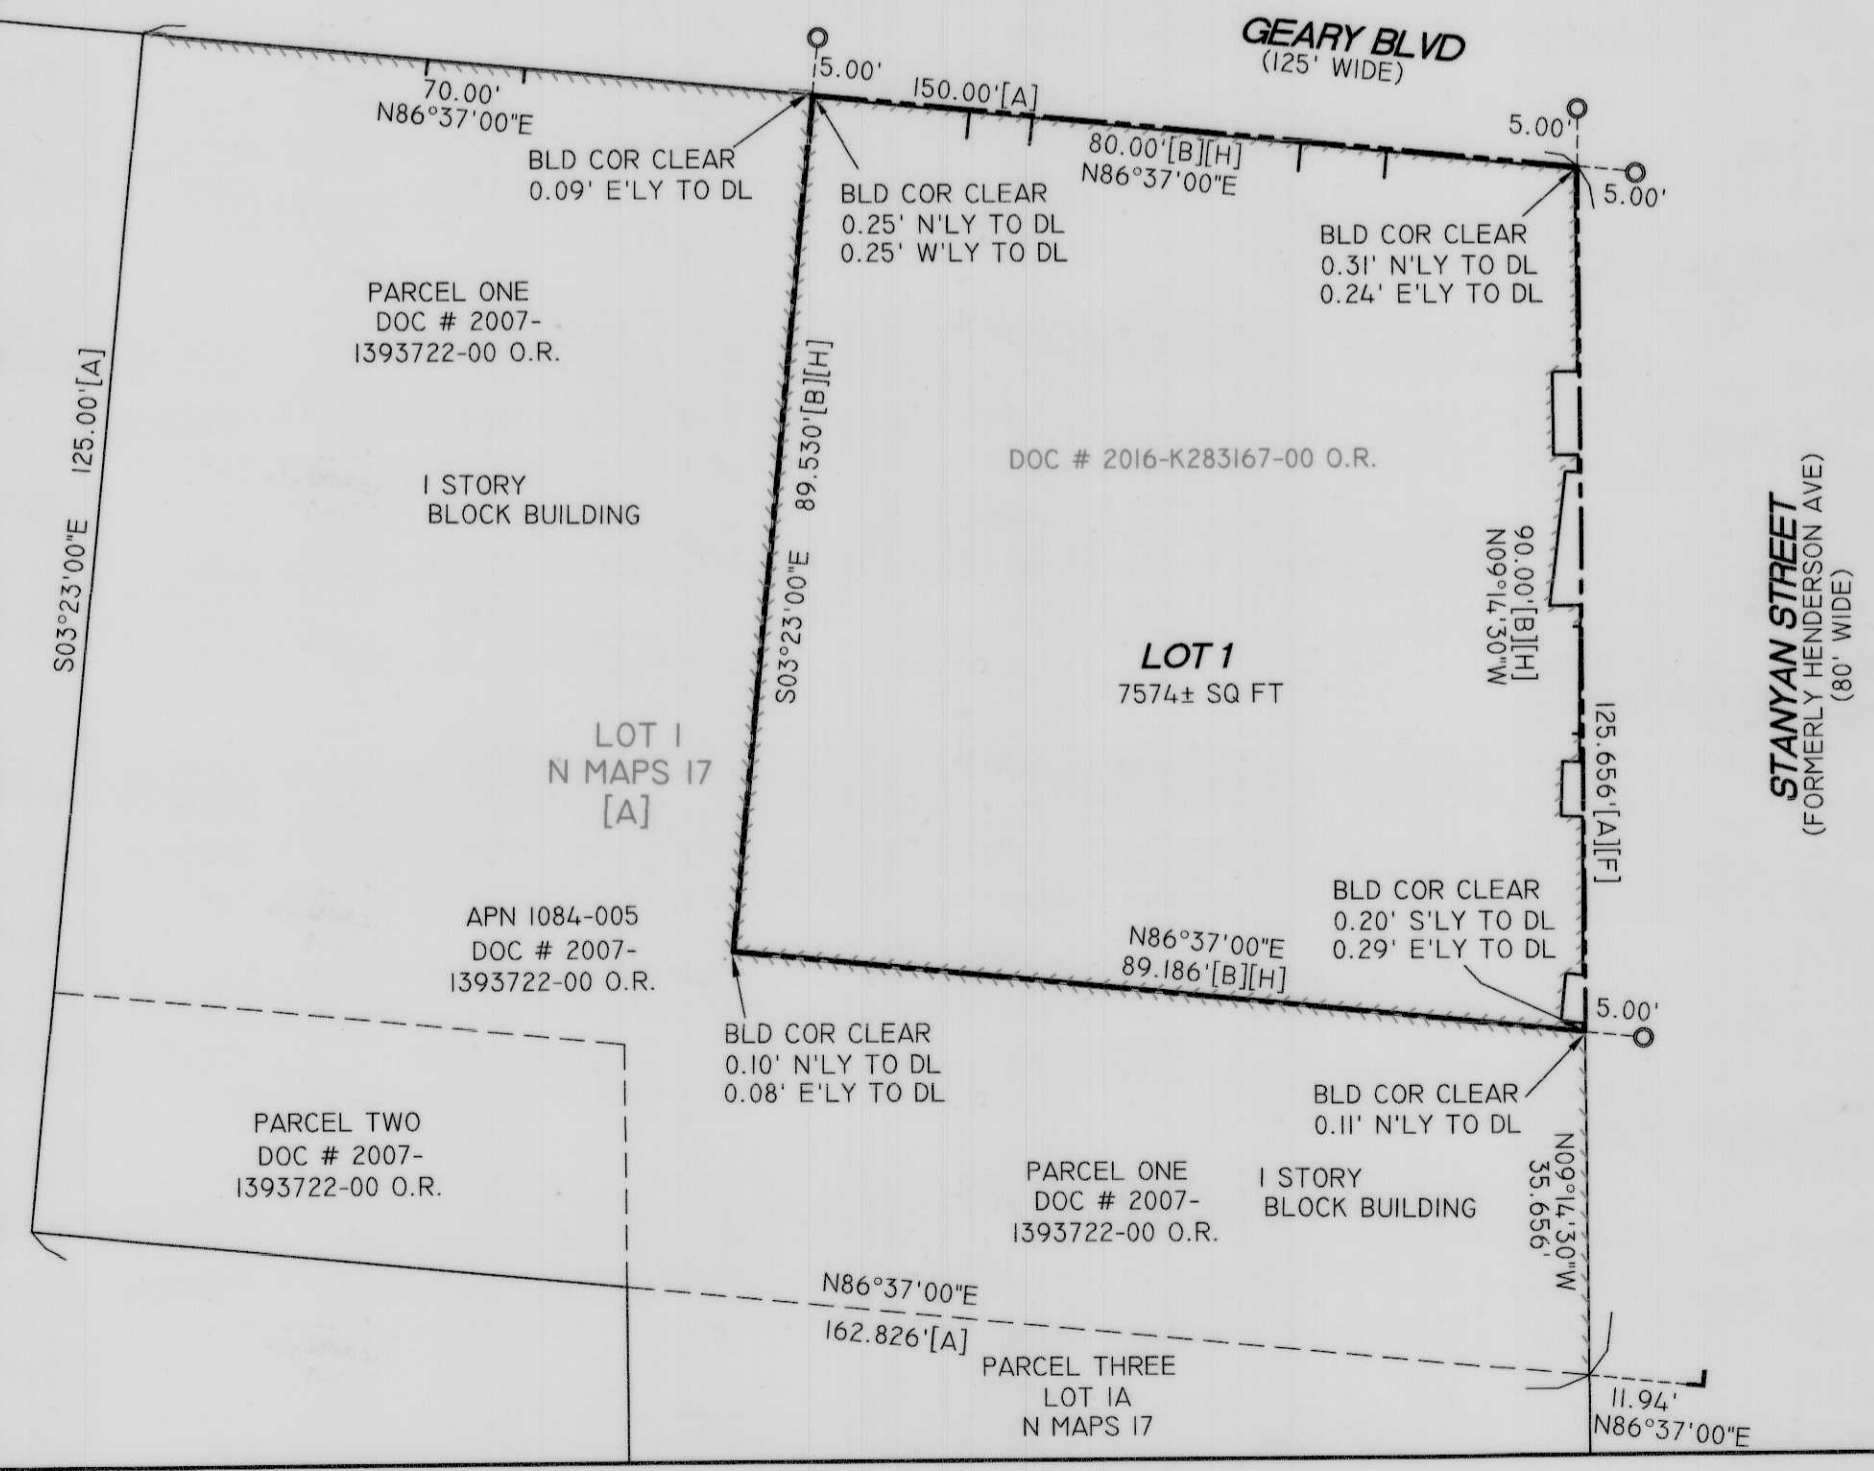 GEARY BLVD
(125' WIDE)
5.00'
150.00'[A]
70.00'
N86°37'00"E
80.00'[B][H]
N86°37'00"E
5.00'
5.00'
BLD COR CLEAR
0.09' E'LY TO DL
BLD COR CLEAR
0.25' N'LY TO DL
0.25' W'LY TO DL
BLD COR CLEAR
0.31' N'LY TO DL
0.24' E'LY TO DL
PARCEL ONE
DOC # 2007-
1393722-00 O.R.
S03°23'00"E 125.00'[A]
1 STORY
BLOCK BUILDING
S03°23'00"E 89.530'[B][H]
DOC # 2016-K283167-00 O.R.
90.00'[B][H]
N09°14'30"W
STANYAN STREET
(FORMERLY HENDERSON AVE)
(80' WIDE)
LOT 1
7574± SQ FT
125.656'[A][F]
LOT 1
N MAPS 17
[A]
APN 1084-005
DOC # 2007-
1393722-00 O.R.
N86°37'00"E
89.186'[B][H]
BLD COR CLEAR
0.20' S'LY TO DL
0.29' E'LY TO DL
5.00'
BLD COR CLEAR
0.10' N'LY TO DL
0.08' E'LY TO DL
BLD COR CLEAR
0.11' N'LY TO DL
PARCEL TWO
DOC # 2007-
1393722-00 O.R.
PARCEL ONE
DOC # 2007-
1393722-00 O.R.
1 STORY
BLOCK BUILDING
N09°14'30"W
35.656'
N86°37'00"E
162.826'[A]
PARCEL THREE
LOT 1A
N MAPS 17
11.94'
N86°37'00"E